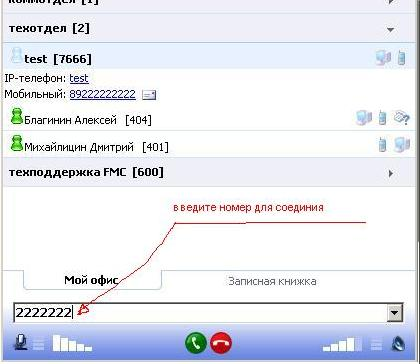 коммотдел [1]
техотдел [2]
test [7666]
IP-телефон: test
Мобильный: 89222222222
Благинин Алексей [404]
Михайлицин Дмитрий [401]
техподдержка FMC [600]
введите номер для соединия
Мой офис
Записная книжка
2222222